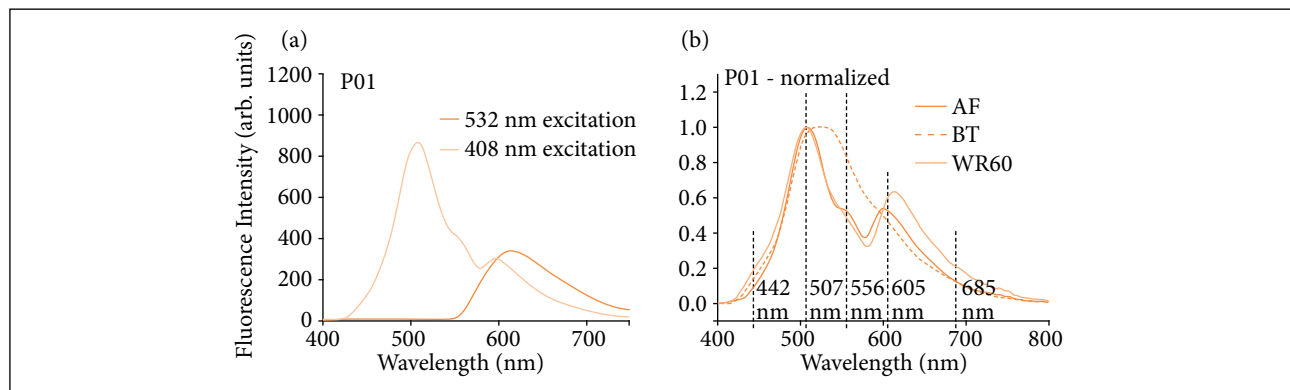 (a)
Fluorescence Intensity (arb. units)
P01
1200
1000
800
600
400
200
0
532 nm excitation
408 nm excitation
400
500
600
700
Wavelength (nm)
(b)
P01 - normalized
1.2
1.0
0.8
0.6
0.4
0.2
0.0
AF
BT
WR60
442
nm
507
nm
556
nm
605
nm
685
nm
400
500
600
700
800
Wavelength (nm)